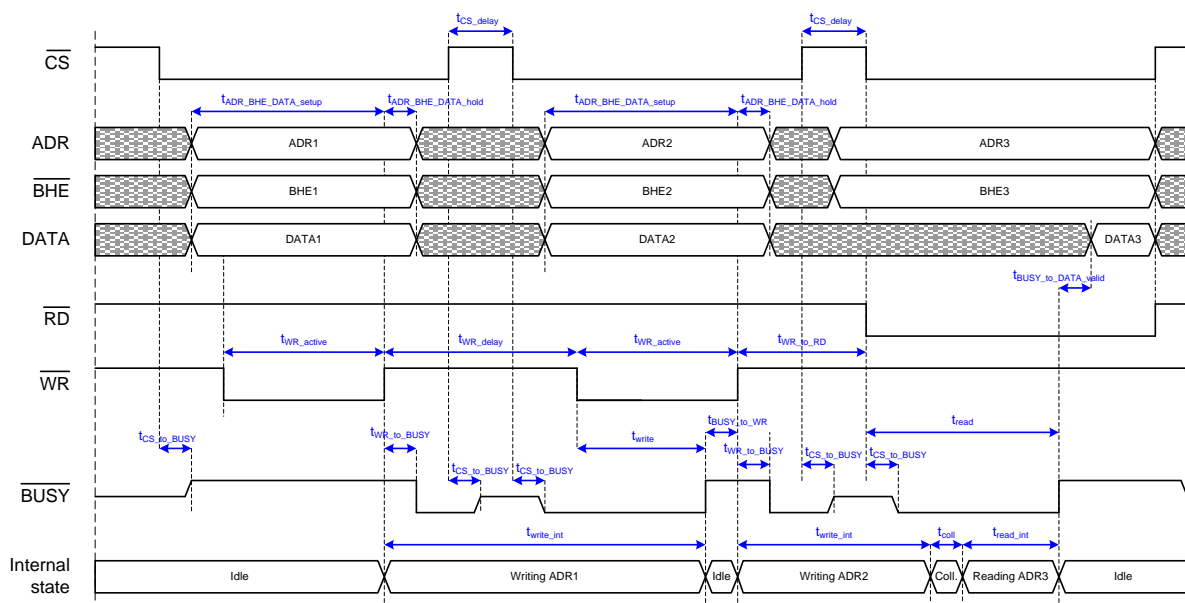 tCS_delay tCS_delay
CS
tADR_BHE_DATA_setup tADR_BHE_DATA_hold tADR_BHE_DATA_setup tADR_BHE_DATA_hold
ADR ADR1 ADR2 ADR3
BHE BHE1 BHE2 BHE3
DATA DATA1 DATA2 DATA3
tBUSY_to_DATA_valid
RD
tWR_active tWR_delay tWR_active tWR_to_RD
WR
tCS_to_BUSY tWR_to_BUSY twrite tBUSY_to_WR tread
tWR_to_BUSY tCS_to_BUSY tCS_to_BUSY
tCS_to_BUSY tCS_to_BUSY
BUSY
twrite_int twrite_int tcoll tread_int
Internal
state
Idle Writing ADR1 Idle Writing ADR2 Coll. Reading ADR3 Idle